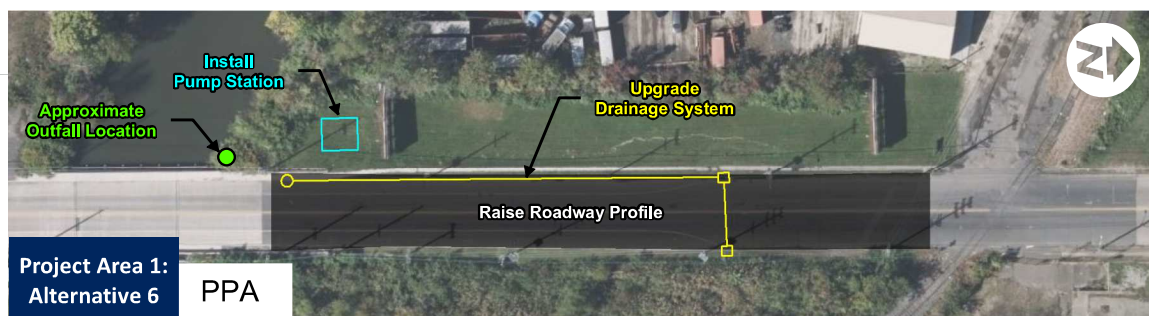 Install
Pump Station
Approximate
Outfall Location
Upgrade
Drainage System
N
Raise Roadway Profile
Project Area 1:
Alternative 6
PPA